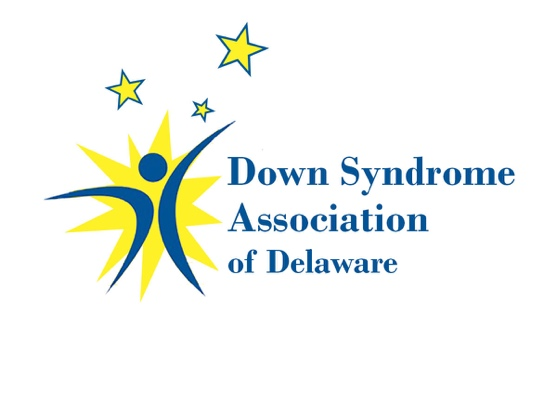 Down Syndrome
Association
of Delaware